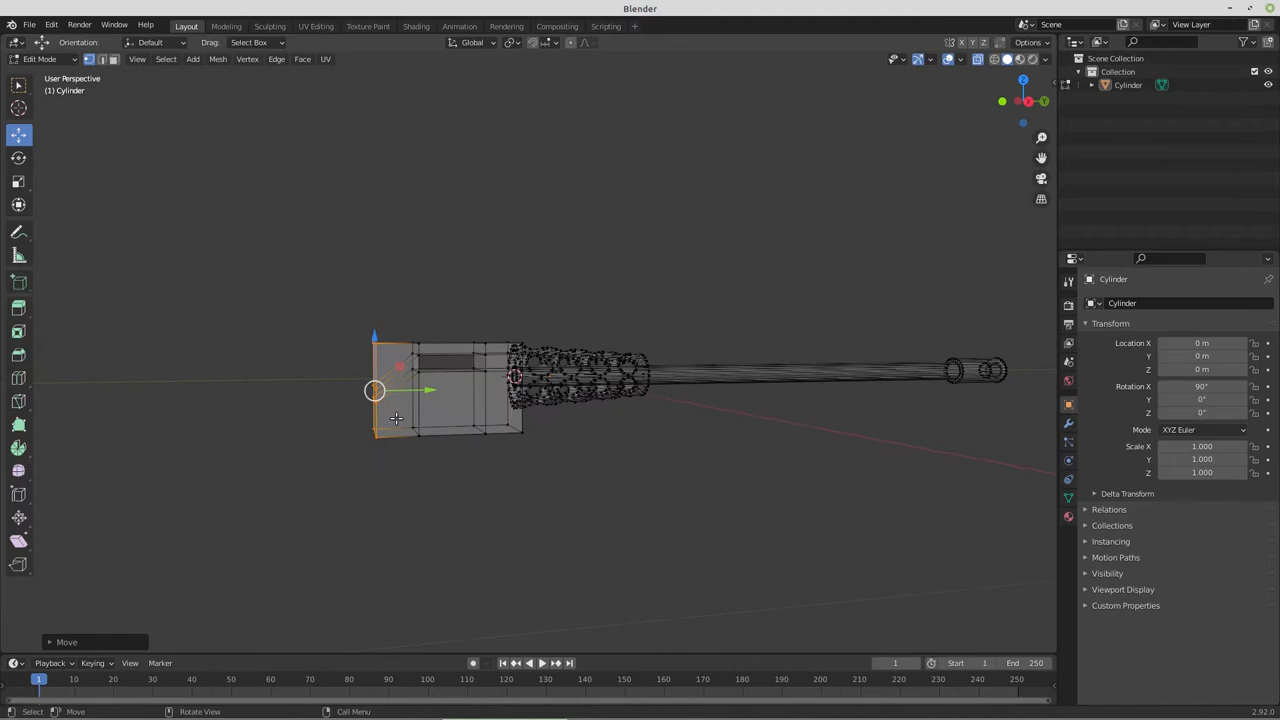 Blender
File Edit Render Window Help Layout Modeling Sculpting UV Editing Texture Paint Shading Animation Rendering Compositing Scripting + Scene View Layer
Orientation: Default Drag: Select Box Global X Y Z Options
Edit Mode View Select Add Mesh Vertex Edge Face UV
User Perspective
(1) Cylinder
Scene Collection
Collection
Cylinder
Z
X
Y
Cylinder
Cylinder
Transform
Location X 0 m
Y 0 m
Z 0 m
Rotation X 90°
Y 0°
Z 0°
Mode XYZ Euler
Scale X 1.000
Y 1.000
Z 1.000
Delta Transform
Relations
Collections
Instancing
Motion Paths
Visibility
Viewport Display
Custom Properties
Move
Playback Keying View Marker 1 Start 1 End 250
1 10 20 30 40 50 60 70 80 90 100 110 120 130 140 150 160 170 180 190 200 210 220 230 240 250
Select Move Rotate View Call Menu 2.92.0